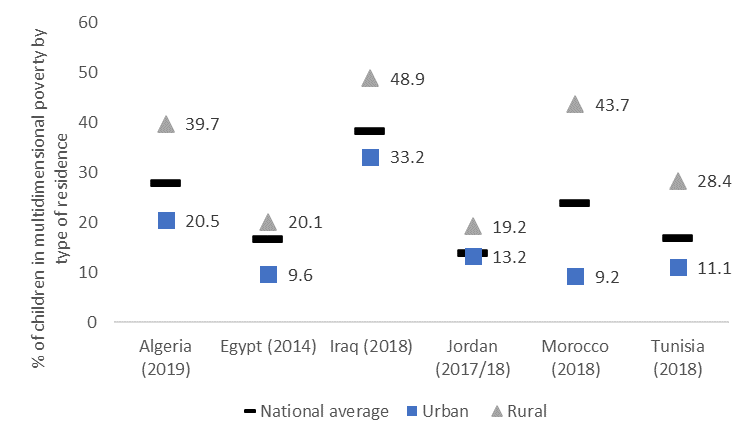 % of children in multidimensional poverty by
type of residence
60
50
40
30
20
10
0
39.7
20.5
20.1
9.6
48.9
33.2
19.2
13.2
43.7
9.2
28.4
11.1
Algeria
(2019)
Egypt (2014)
Iraq (2018)
Jordan
(2017/18)
Morocco
(2018)
Tunisia
(2018)
National average
Urban
Rural